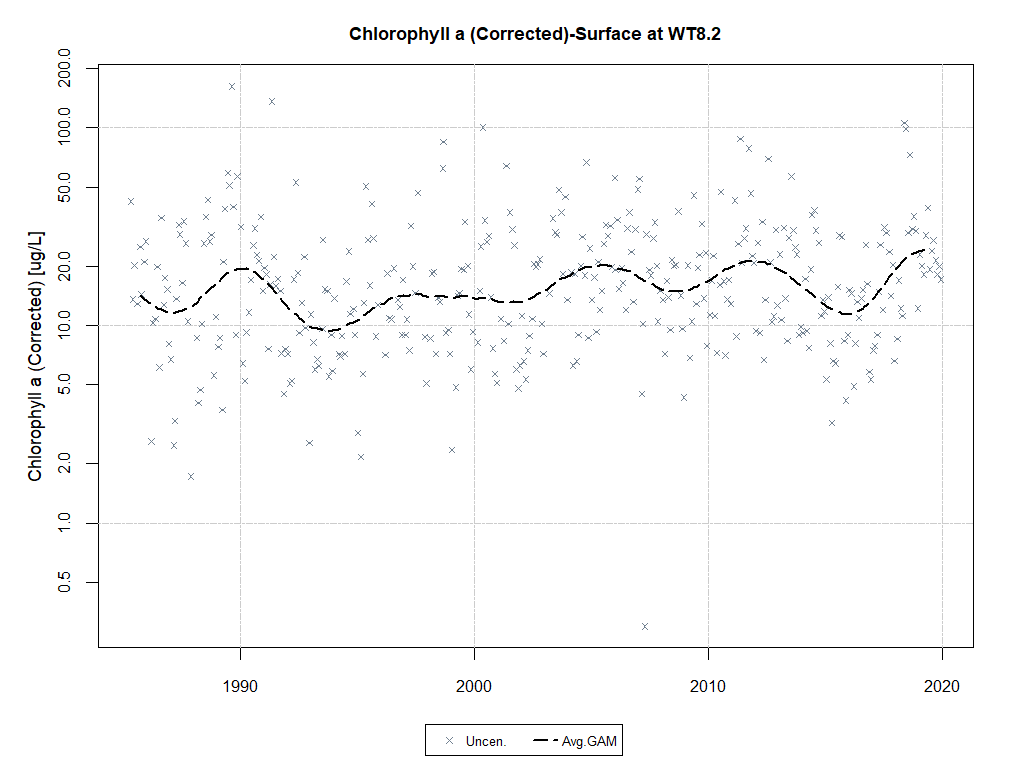 Chlorophyll a (Corrected)-Surface at WT8.2
Chlorophyll a (Corrected) [ug/L]
200.0
100.0
50.0
20.0
10.0
5.0
2.0
1.0
0.5
1990 2000 2010 2020
Uncen. Avg.GAM